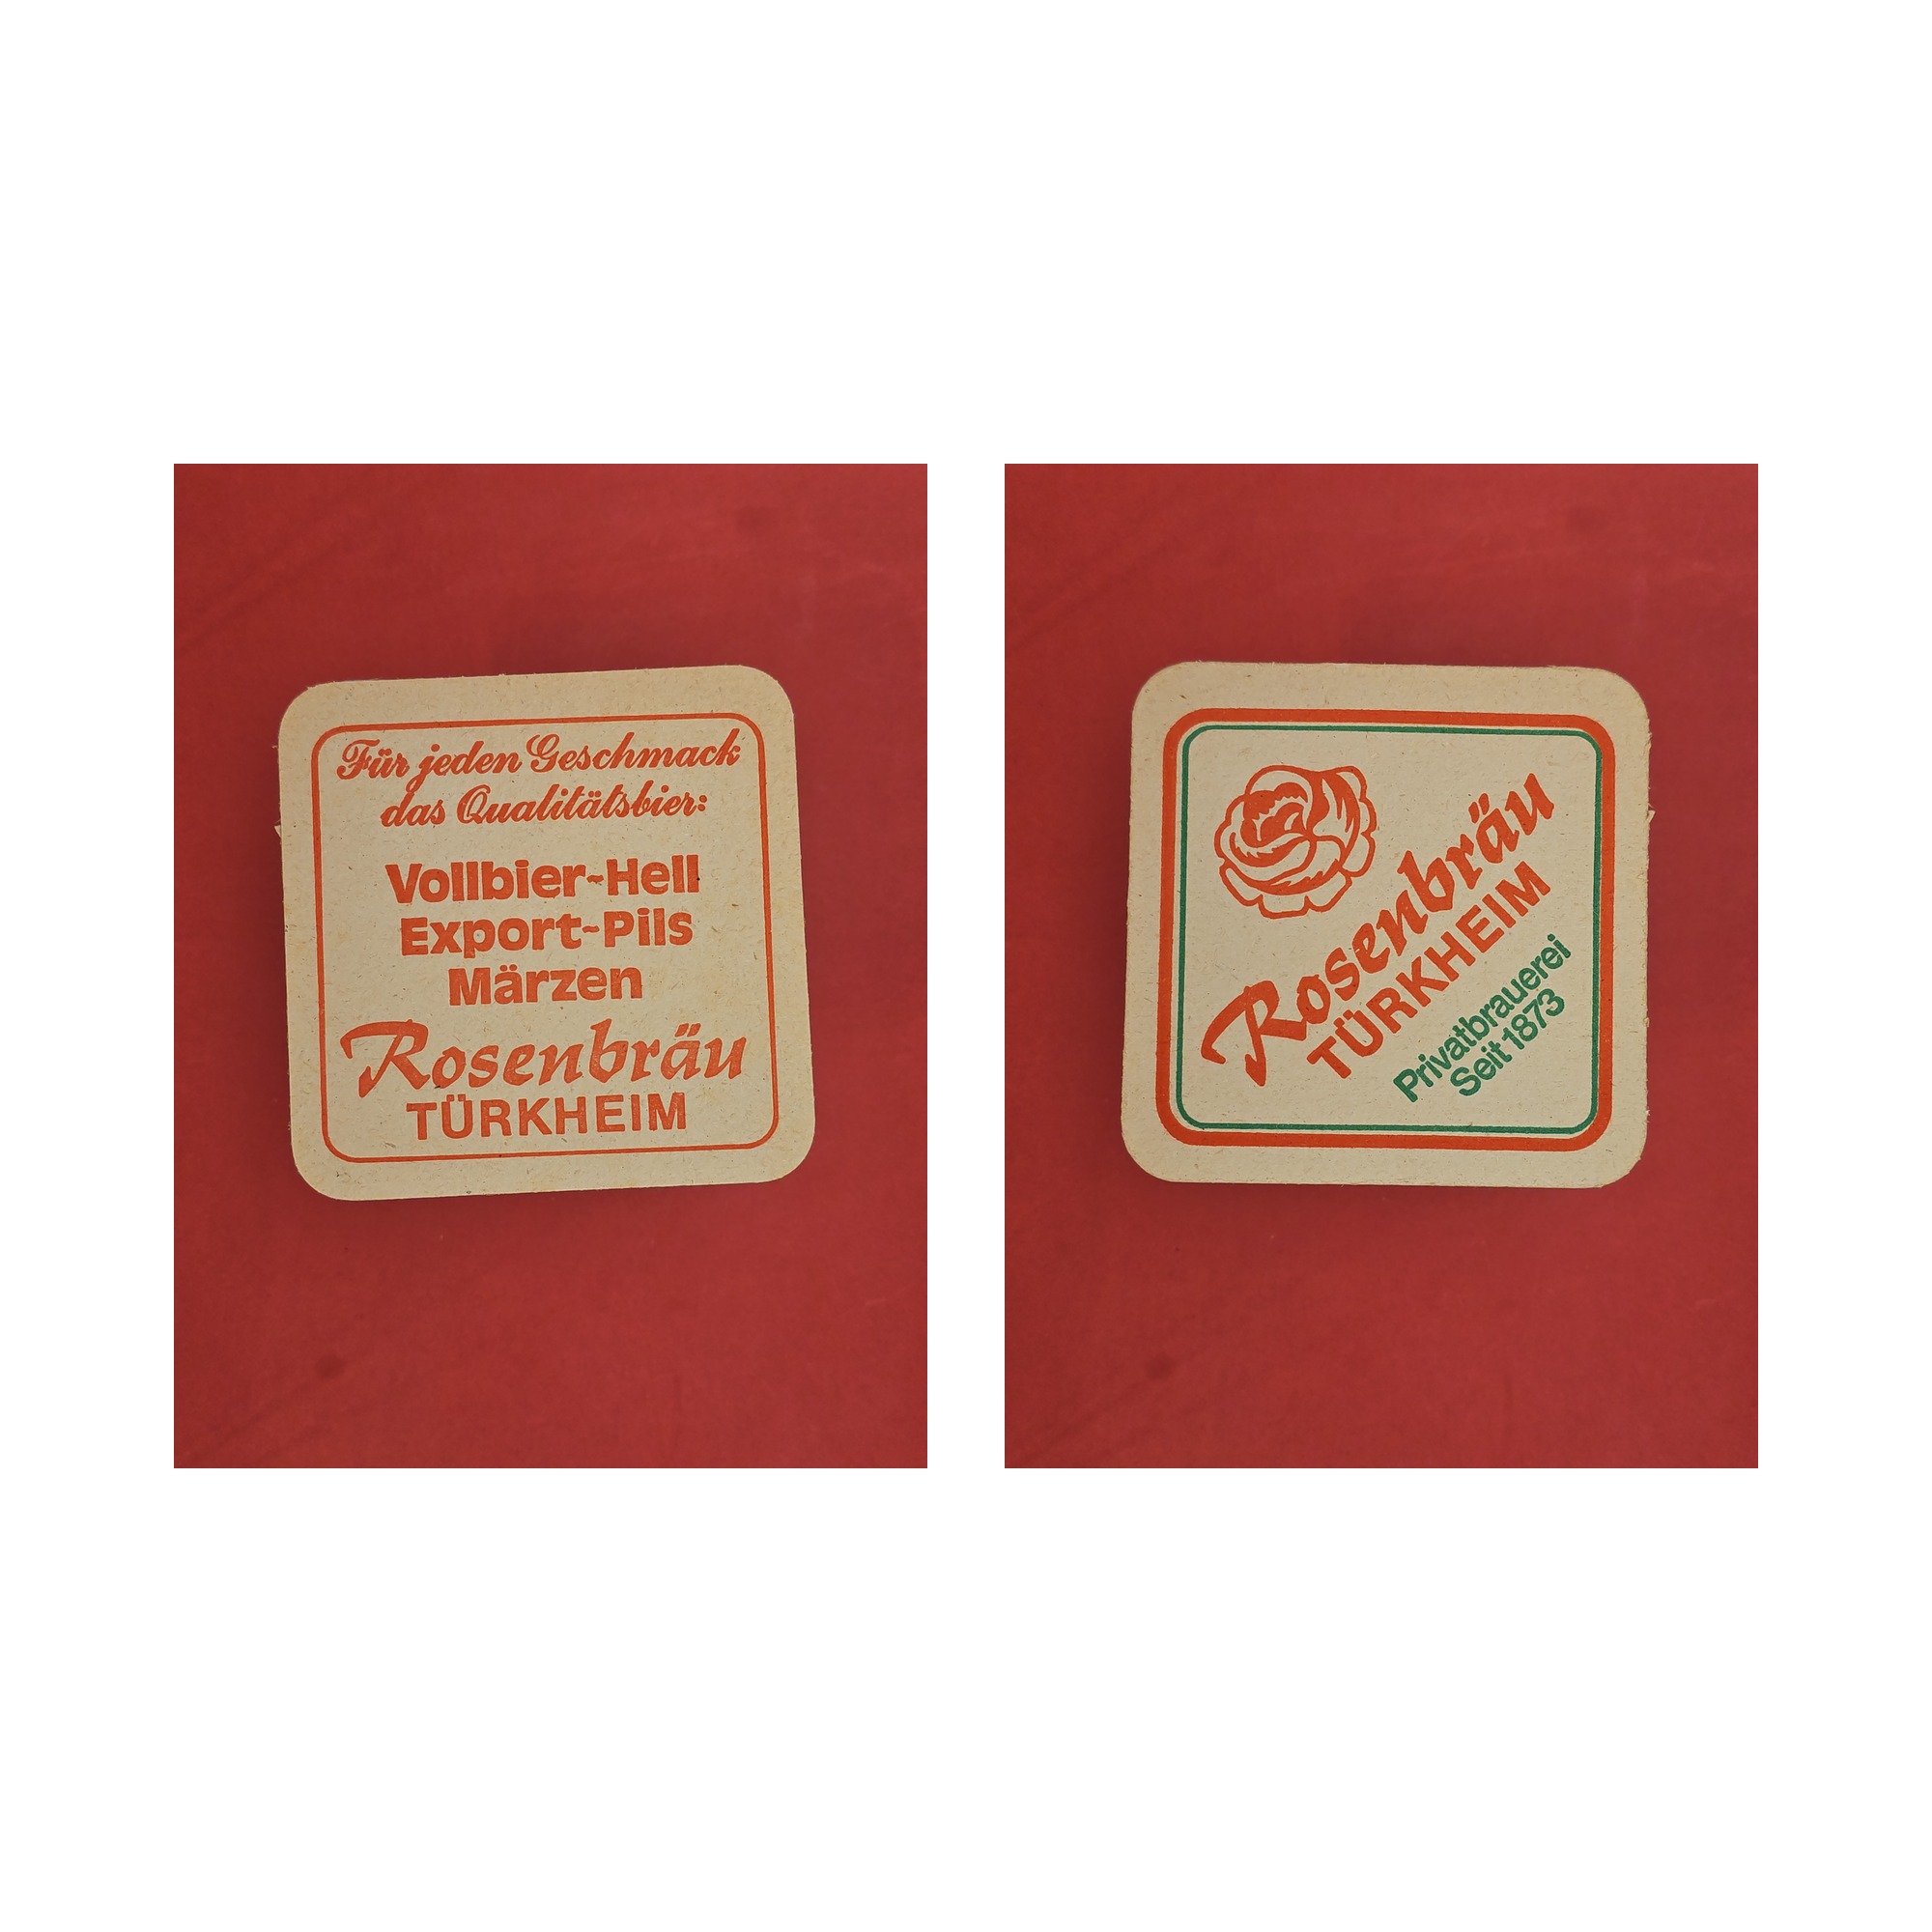 Für jeden Geschmack
das Qualitätsbier:
Vollbier-Hell
Export-Pils
Märzen
Rosenbräu
TÜRKHEIM
Rosenbräu
TÜRKHEIM
Privatbrauerei
Seit 1873